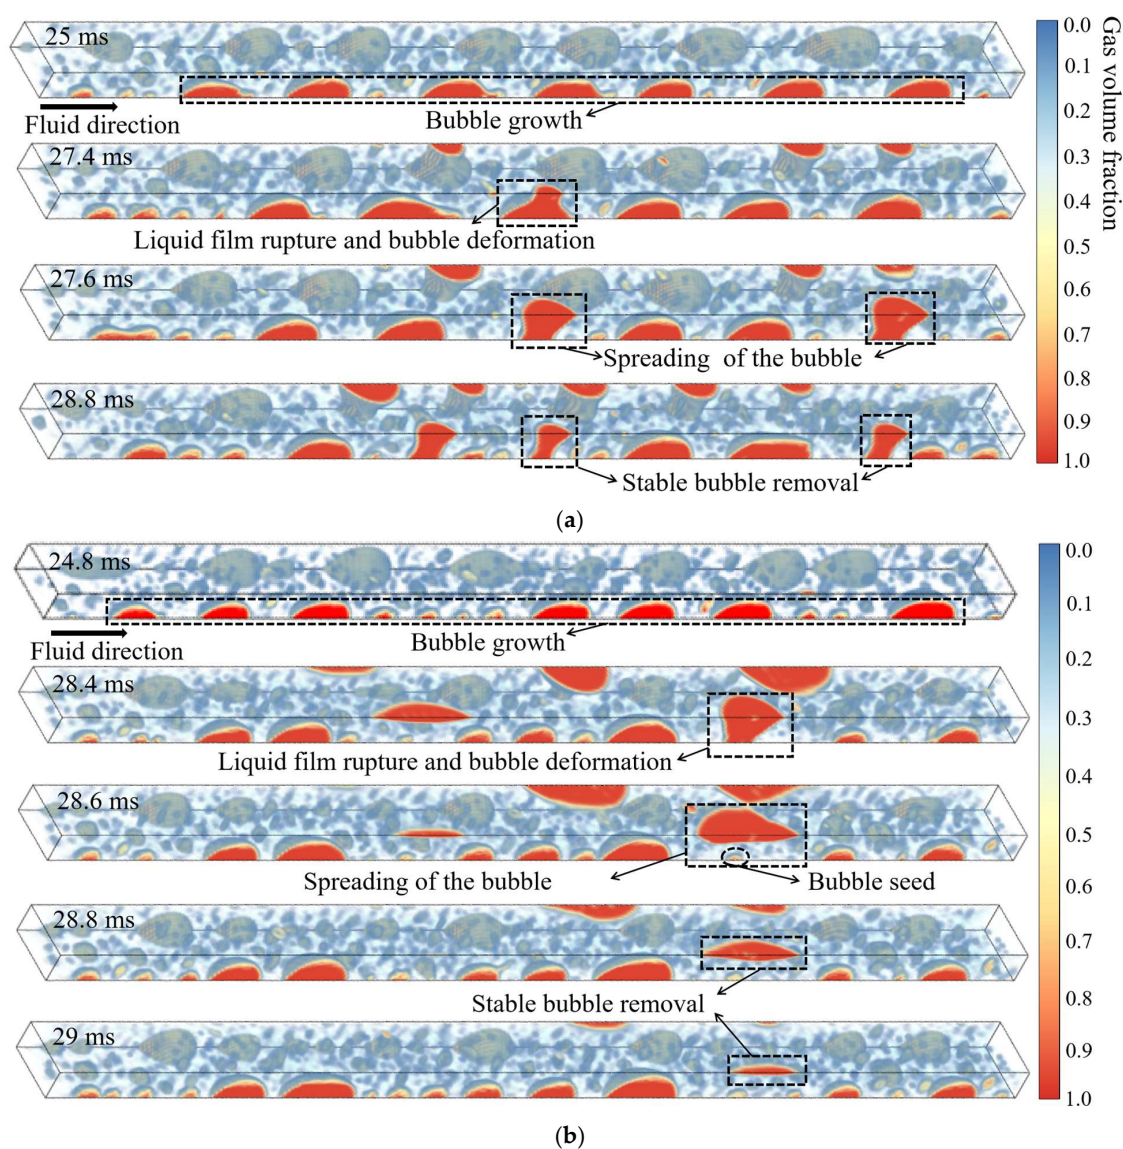 25 ms
Fluid direction
Bubble growth
27.4 ms
Liquid film rupture and bubble deformation
27.6 ms
Spreading of the bubble
28.8 ms
Stable bubble removal
Gas volume fraction
0.0
0.1
0.2
0.3
0.4
0.5
0.6
0.7
0.8
0.9
1.0
(a)
24.8 ms
Fluid direction
Bubble growth
28.4 ms
Liquid film rupture and bubble deformation
28.6 ms
Spreading of the bubble
Bubble seed
28.8 ms
Stable bubble removal
29 ms
0.0
0.1
0.2
0.3
0.4
0.5
0.6
0.7
0.8
0.9
1.0
(b)